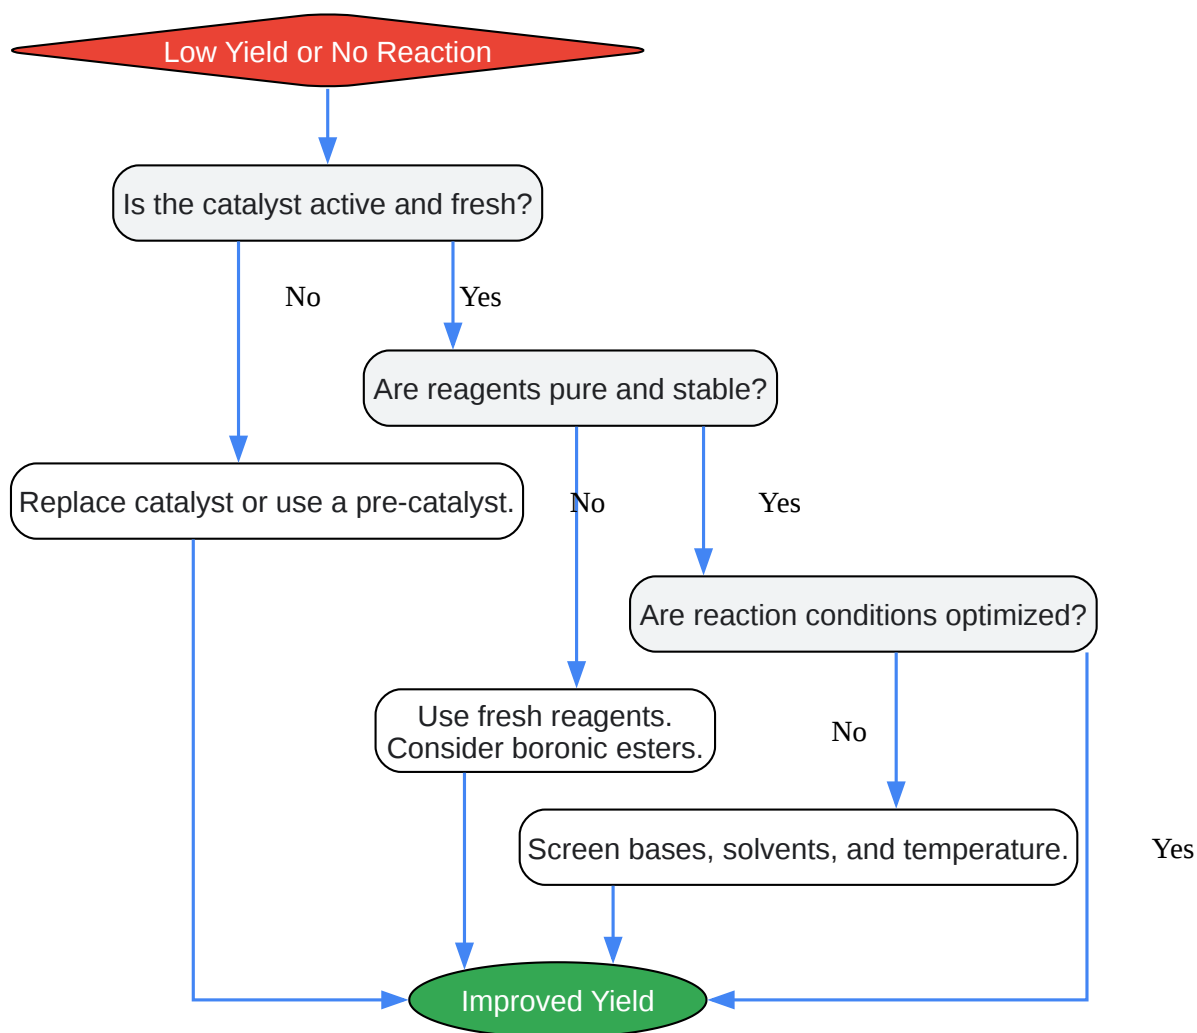 Low Yield or No Reaction
Is the catalyst active and fresh?
No
Yes
Are reagents pure and stable?
Replace catalyst or use a pre-catalyst.
No
Yes
Are reaction conditions optimized?
Use fresh reagents.
Consider boronic esters.
No
Screen bases, solvents, and temperature.
Yes
Improved Yield